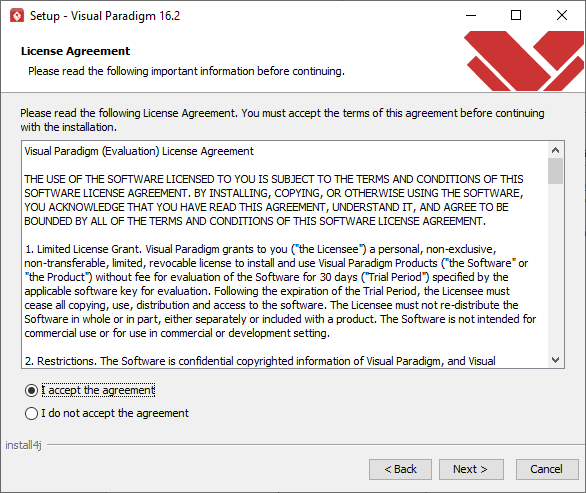 Setup - Visual Paradigm 16.2
License Agreement
Please read the following important information before continuing.
Please read the following License Agreement. You must accept the terms of this agreement before continuing
with the installation.
Visual Paradigm (Evaluation) License Agreement
THE USE OF THE SOFTWARE LICENSED TO YOU IS SUBJECT TO THE TERMS AND CONDITIONS OF THIS
SOFTWARE LICENSE AGREEMENT. BY INSTALLING, COPYING, OR OTHERWISE USING THE SOFTWARE,
YOU ACKNOWLEDGE THAT YOU HAVE READ THIS AGREEMENT, UNDERSTAND IT, AND AGREE TO BE
BOUNDED BY ALL OF THE TERMS AND CONDITIONS OF THIS SOFTWARE LICENSE AGREEMENT.
1. Limited License Grant. Visual Paradigm grants to you ("the Licensee") a personal, non-exclusive,
non-transferable, limited, revocable license to install and use Visual Paradigm Products ("the Software" or
"the Product") without fee for evaluation of the Software for 30 days ("Trial Period") specified by the
applicable software key for evaluation. Following the expiration of the Trial Period, the Licensee must
cease all copying, use, distribution and access to the software. The Licensee must not re-distribute the
Software in whole or in part, either separately or included with a product. The Software is not intended for
commercial use or for use in commercial or development setting.
2. Restrictions. The Software is confidential copyrighted information of Visual Paradigm, and Visual
I accept the agreement
I do not accept the agreement
install4j
< Back
Next >
Cancel